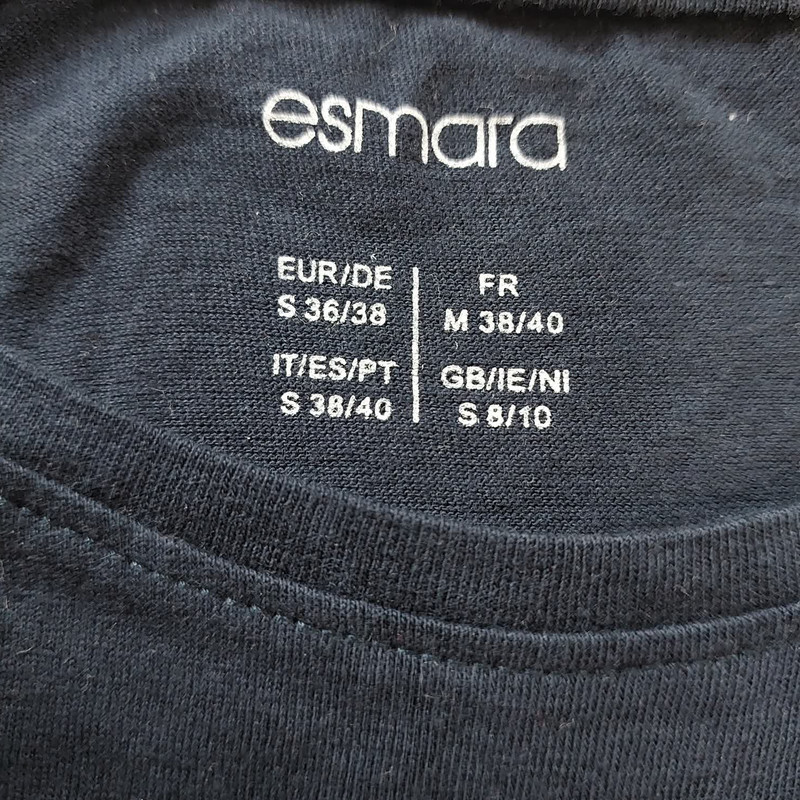 esmara
EUR/DE
S 36/38
FR
M 38/40
IT/ES/PT
S 38/40
GB/IE/NI
S 8/10